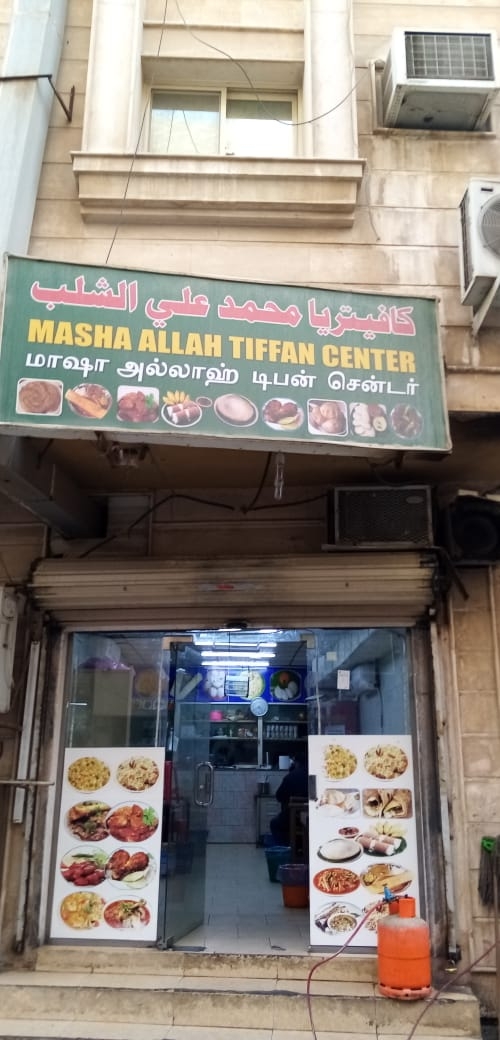 كافيتريا محمد علي الشلب
MASHA ALLAH TIFFAN CENTER
மாஷா அல்லாஹ் டிபன் சென்டர்